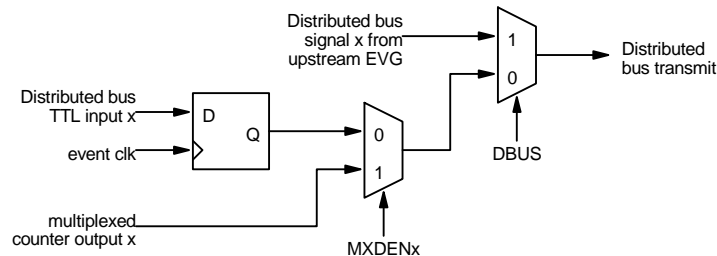 Distributed bus
signal x from
upstream EVG
1
0
Distributed
bus transmit
DBUS
Distributed bus
TTL input x
event clk
D
Q
0
1
multiplexed
counter output x
MXDENx